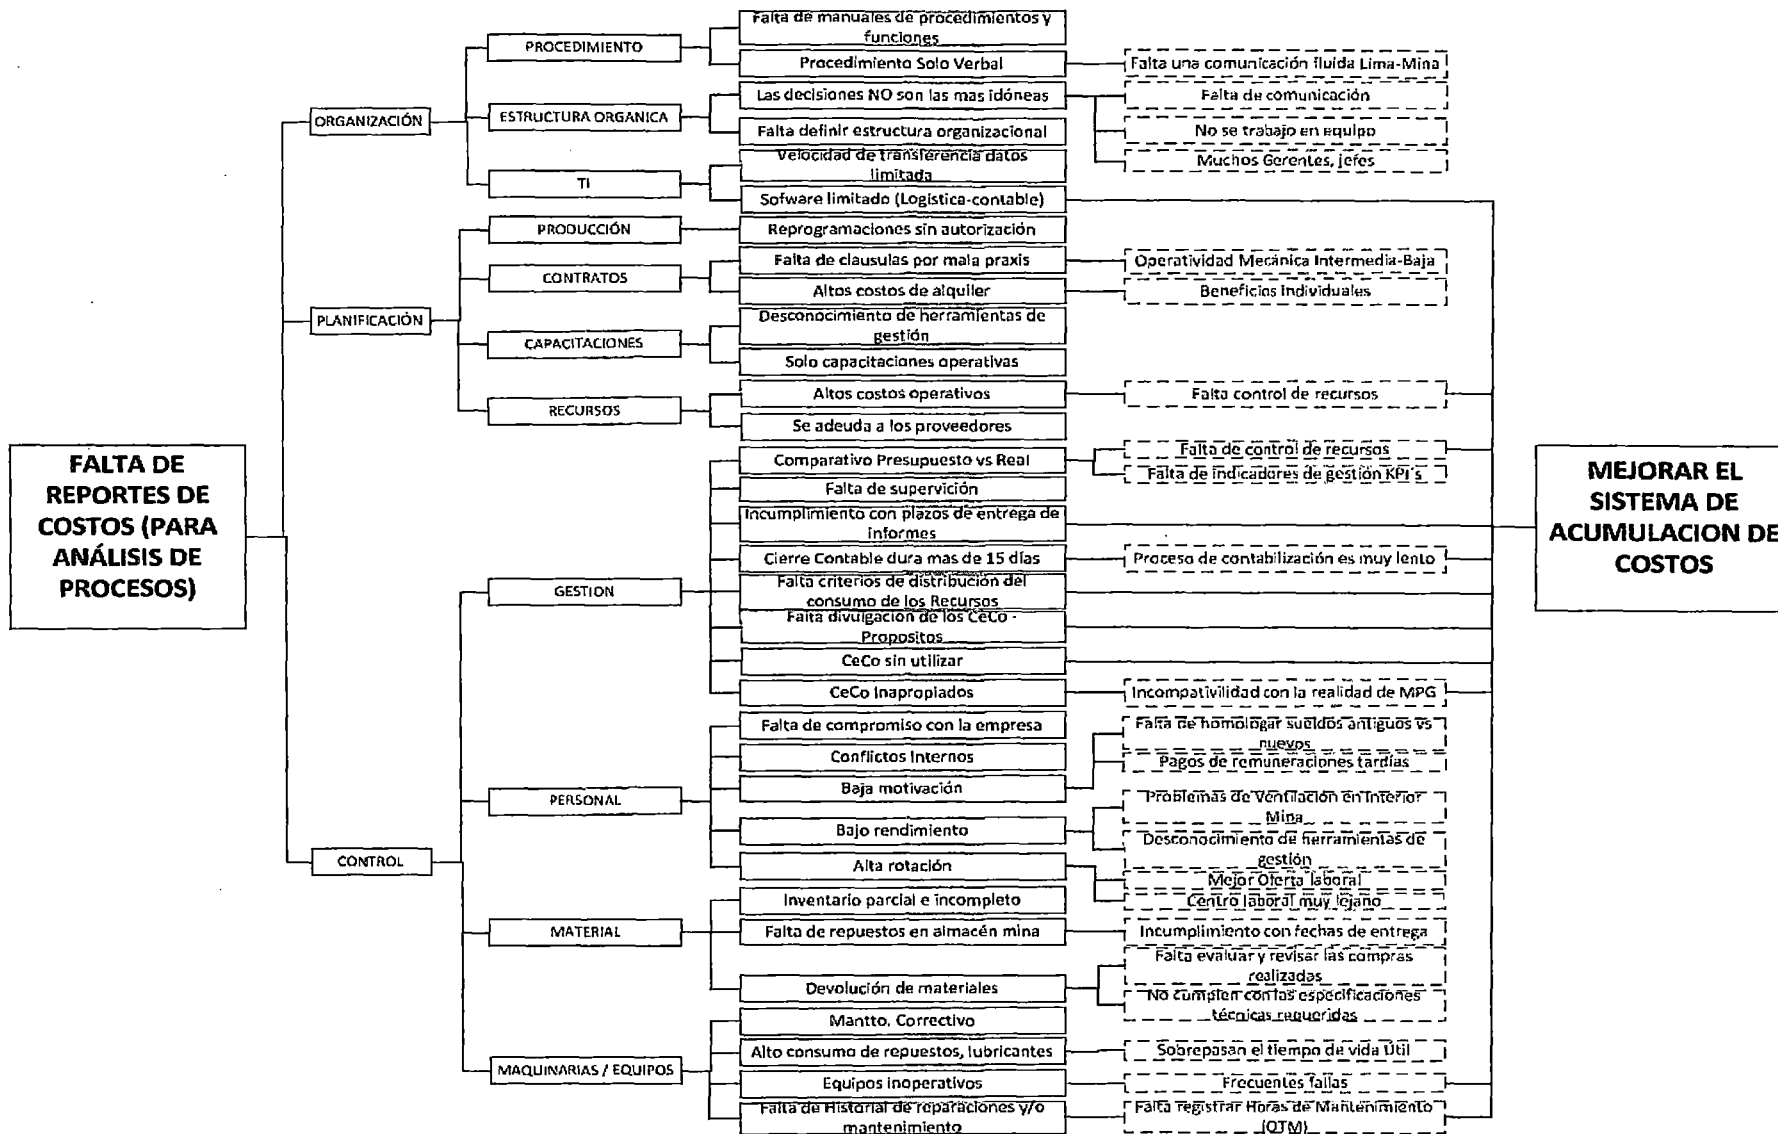 FALTA DE
REPORTES DE
COSTOS (PARA
ANÁLISIS DE
PROCESOS)
ORGANIZACIÓN
PLANIFICACIÓN
CONTROL
PROCEDIMIENTO
ESTRUCTURA ORGANICA
TI
PRODUCCIÓN
CONTRATOS
CAPACITACIONES
RECURSOS
GESTION
PERSONAL
MATERIAL
MAQUINARIAS / EQUIPOS
Falta de manuales de procedimientos y
funciones
Procedimiento Solo Verbal
Las decisiones NO son las mas idóneas
Falta definir estructura organizacional
Velocidad de transferencia datos
limitada
Sofware limitado (Logística-contable)
Reprogramaciones sin autorización
Falta de clausulas por mala praxis
Altos costos de alquiler
Desconocimiento de herramientas de
gestión
Solo capacitaciones operativas
Altos costos operativos
Se adeuda a los proveedores
Comparativo Presupuesto vs Real
Falta de supervición
Incumplimiento con plazos de entrega de
informes
Cierre Contable dura mas de 15 días
Falta criterios de distribución del
consumo de los Recursos
Falta divulgación de los CeCo -
Propositos
CeCo sin utilizar
CeCo Inapropiados
Falta de compromiso con la empresa
Conflictos Internos
Baja motivación
Bajo rendimiento
Alta rotación
Inventario parcial e incompleto
Falta de repuestos en almacén mina
Devolución de materiales
Mantto. Correctivo
Alto consumo de repuestos, lubricantes
Equipos inoperativos
Falta de Historial de reparaciones y/o
mantenimiento
Falta una comunicación fluida Lima-Mina
Falta de comunicación
No se trabajo en equipo
Muchos Gerentes, jefes
Operatividad Mecánica Intermedia-Baja
Beneficios Individuales
Falta control de recursos
Falta de control de recursos
Falta de indicadores de gestión KPI's
Proceso de contabilización es muy lento
Incompativilidad con la realidad de MPG
Falta de homologar sueldos antiguos vs
nuevos
Pagos de remuneraciones tardías
Problemas de Ventilación en Interior
Mina
Desconocimiento de herramientas de
gestión
Mejor Oferta laboral
Centro laboral muy lejano
Incumplimiento con fechas de entrega
Falta evaluar y revisar las compras
realizadas
No cumplen con las especificaciones
técnicas requeridas
Sobrepasan el tiempo de vida Útil
Frecuentes fallas
Falta registrar Horas de Mantenimiento
(OTM)
MEJORAR EL
SISTEMA DE
ACUMULACION DE
COSTOS